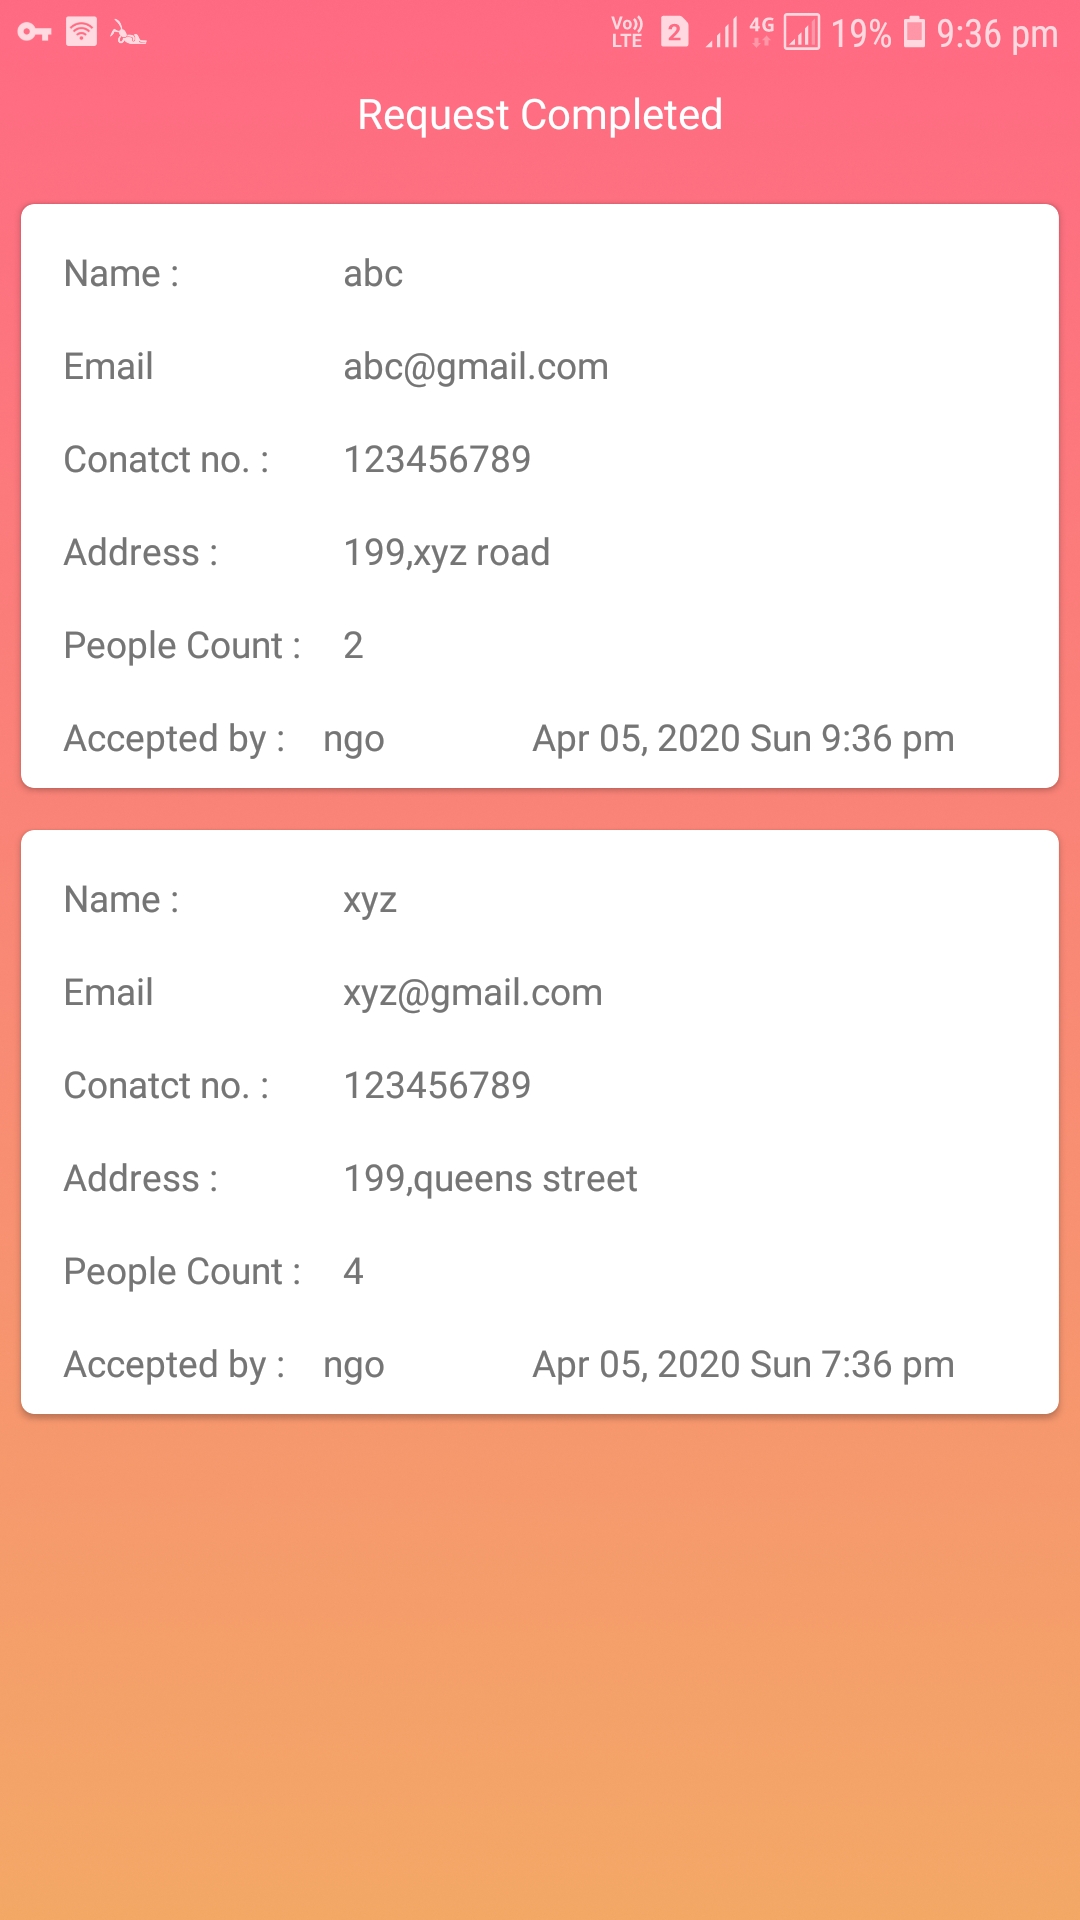 Vo)) LTE 2 4G 19% 9:36 pm
Request Completed
Name : abc
Email abc@gmail.com
Conatct no. : 123456789
Address : 199,xyz road
People Count : 2
Accepted by : ngo Apr 05, 2020 Sun 9:36 pm
Name : xyz
Email xyz@gmail.com
Conatct no. : 123456789
Address : 199,queens street
People Count : 4
Accepted by : ngo Apr 05, 2020 Sun 7:36 pm